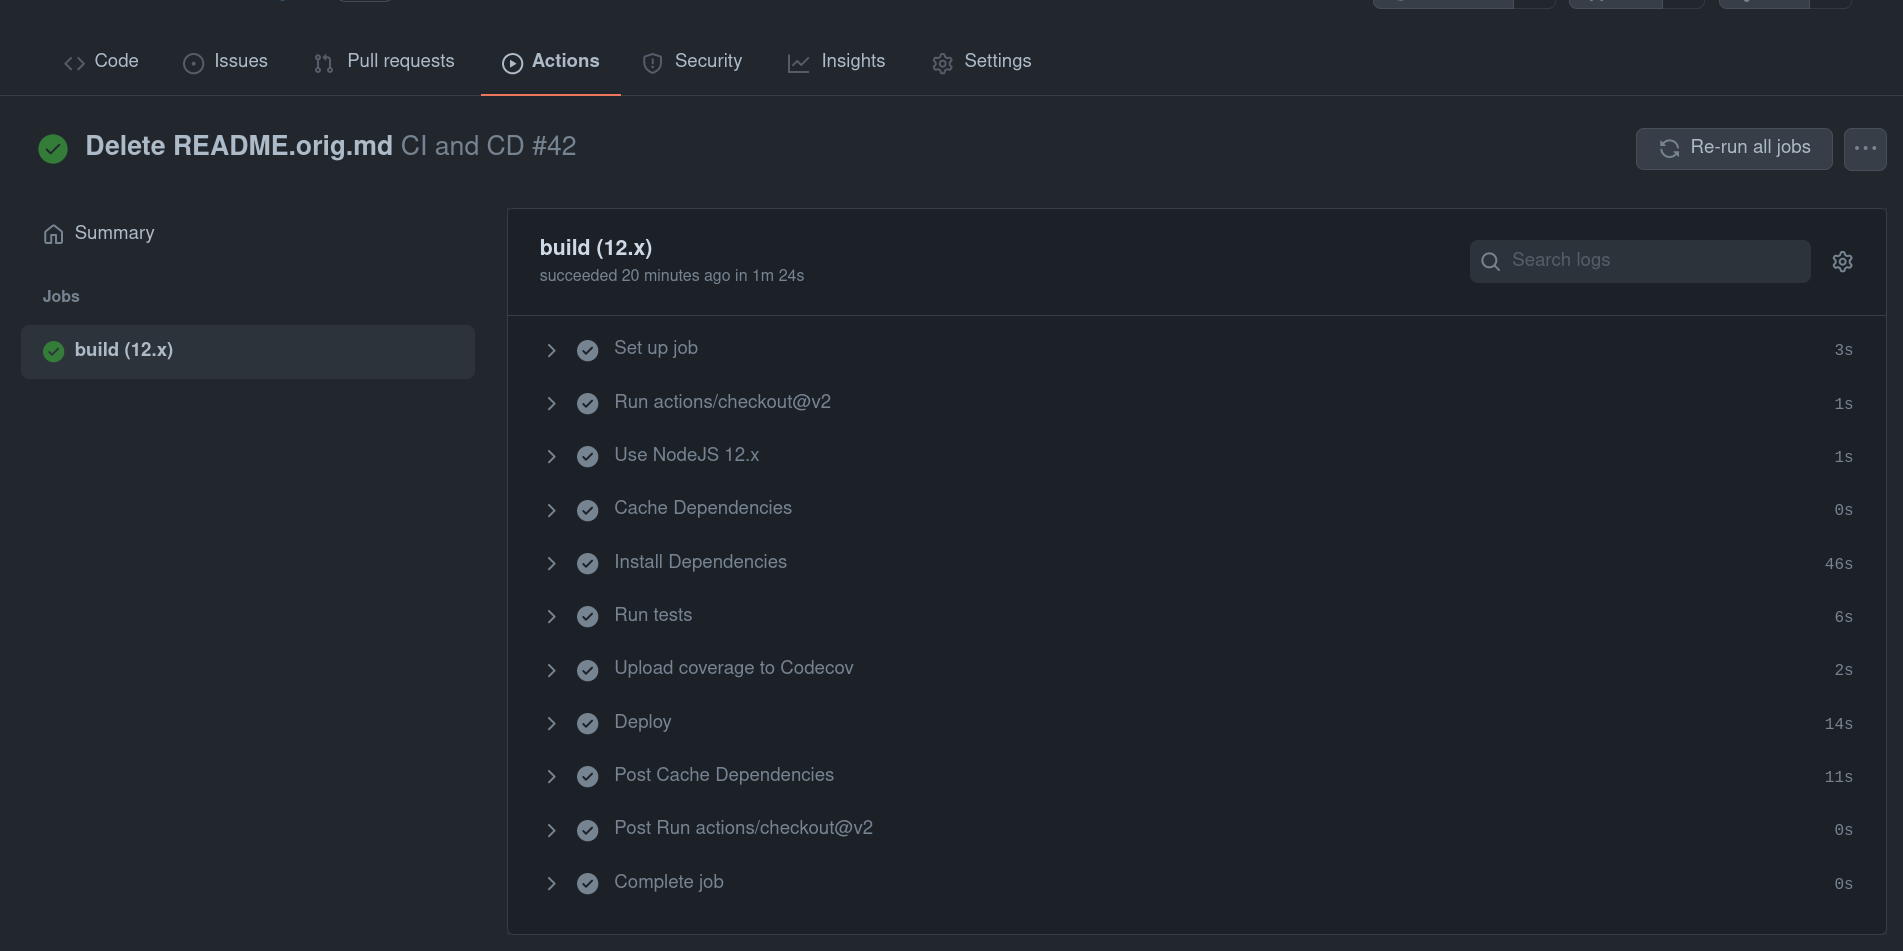 Code Issues Pull requests Actions Security Insights Settings
Delete README.orig.md CI and CD #42
Re-run all jobs
Summary
Jobs
build (12.x)
build (12.x)
succeeded 20 minutes ago in 1m 24s
Search logs
Set up job 3s
Run actions/checkout@v2 1s
Use NodeJS 12.x 1s
Cache Dependencies 0s
Install Dependencies 46s
Run tests 6s
Upload coverage to Codecov 2s
Deploy 14s
Post Cache Dependencies 11s
Post Run actions/checkout@v2 0s
Complete job 0s